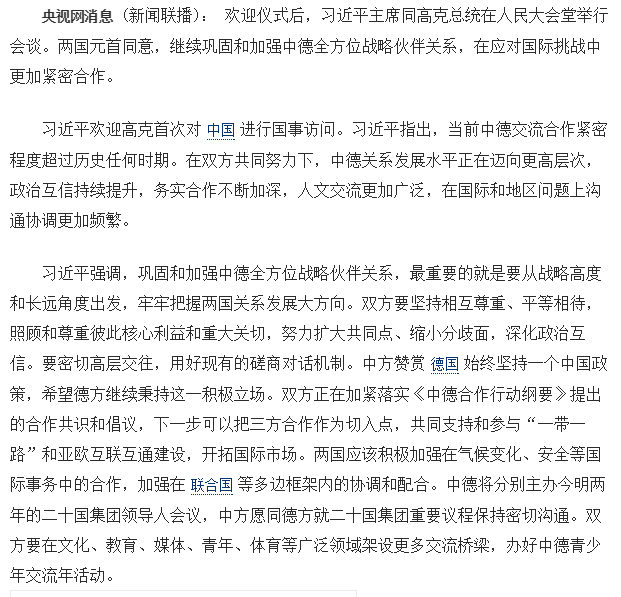 央视网消息（新闻联播）： 欢迎仪式后，习近平主席同高克总统在人民大会堂举行
会谈。两国元首同意，继续巩固和加强中德全方位战略伙伴关系，在应对国际挑战中
更加紧密合作。
习近平欢迎高克首次对 中国 进行国事访问。习近平指出，当前中德交流合作紧密
程度超过历史任何时期。在双方共同努力下，中德关系发展水平正在迈向更高层次，
政治互信持续提升，务实合作不断加深，人文交流更加广泛，在国际和地区问题上沟
通协调更加频繁。
习近平强调，巩固和加强中德全方位战略伙伴关系，最重要的就是要从战略高度
和长远角度出发，牢牢把握两国关系发展大方向。双方要坚持相互尊重、平等相待，
照顾和尊重彼此核心利益和重大关切，努力扩大共同点、缩小分歧面，深化政治互
信。要密切高层交往，用好现有的磋商对话机制。中方赞赏 德国 始终坚持一个中国政
策，希望德方继续秉持这一积极立场。双方正在加紧落实《中德合作行动纲要》提出
的合作共识和倡议，下一步可以把三方合作作为切入点，共同支持和参与“一带一
路”和亚欧互联互通建设，开拓国际市场。两国应该积极加强在气候变化、安全等国
际事务中的合作，加强在 联合国 等多边框架内的协调和配合。中德将分别主办今明两
年的二十国集团领导人会议，中方愿同德方就二十国集团重要议程保持密切沟通。双
方要在文化、教育、媒体、青年、体育等广泛领域架设更多交流桥梁，办好中德青少
年交流年活动。